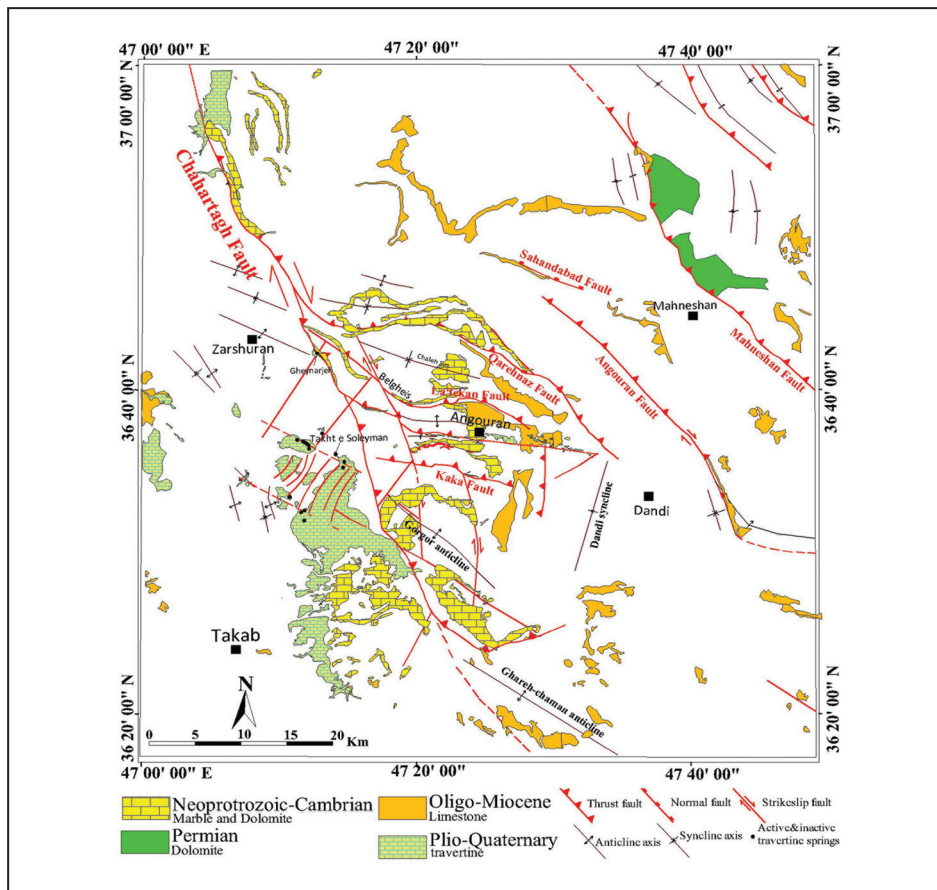 47 00' 00" E
47 20' 00"
47 40' 00"
37 00' 00" N
37 00' 00" N
Chahartagh Fault
Sahandabad Fault
Mahneshan
Zarshuran
Mahneshan Fault
Angouran Fault
Qarehnaz Fault
Gheynarjeh
Belgheis
36 40' 00" N
36 40' 00" N
Angouran
Takht e Soleyman
Kaka Fault
Dandi
Dandi syncline
Gorgor anticline
Takab
N
Ghareh-chaman anticline
0 5 10 20
Km
36 20' 00" N
36 20' 00" N
47 00' 00" E
47 20' 00"
47 40' 00"
Neoprotrozoic-Cambrian
Marble and Dolomite
Oligo-Miocene
Limestone
Thrust fault
Normal fault
Strikeslip fault
Permian
Dolomite
Plio-Quaternary
travertine
Anticline axis
Syncline axis
Active&inactive
travertine springs